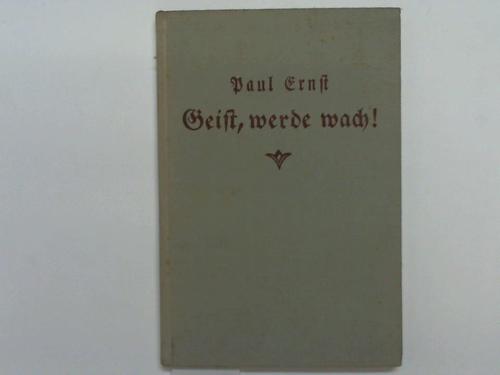 Paul Ernst
Geist, werde wach!